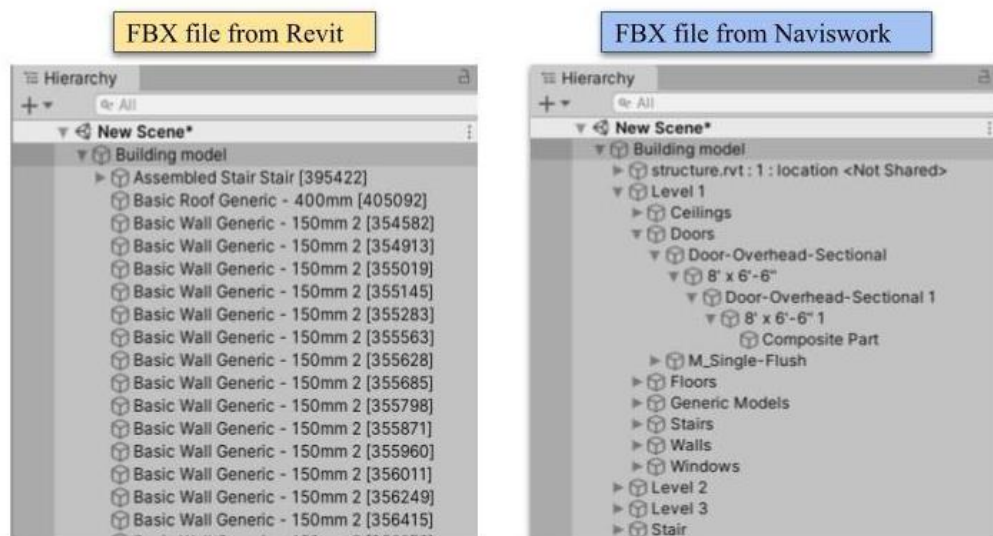 FBX file from Revit
Hierarchy
All
New Scene*
Building model
Assembled Stair Stair [395422]
Basic Roof Generic - 400mm [405092]
Basic Wall Generic - 150mm 2 [354582]
Basic Wall Generic - 150mm 2 [354913]
Basic Wall Generic - 150mm 2 [355019]
Basic Wall Generic - 150mm 2 [355145]
Basic Wall Generic - 150mm 2 [355283]
Basic Wall Generic - 150mm 2 [355563]
Basic Wall Generic - 150mm 2 [355628]
Basic Wall Generic - 150mm 2 [355685]
Basic Wall Generic - 150mm 2 [355798]
Basic Wall Generic - 150mm 2 [355871]
Basic Wall Generic - 150mm 2 [355960]
Basic Wall Generic - 150mm 2 [356011]
Basic Wall Generic - 150mm 2 [356249]
Basic Wall Generic - 150mm 2 [356415]
FBX file from Naviswork
Hierarchy
All
New Scene*
Building model
structure.rvt : 1 : location <Not Shared>
Level 1
Ceilings
Doors
Door-Overhead-Sectional
8' x 6'-6"
Door-Overhead-Sectional 1
8' x 6'-6" 1
Composite Part
M_Single-Flush
Floors
Generic Models
Stairs
Walls
Windows
Level 2
Level 3
Stair